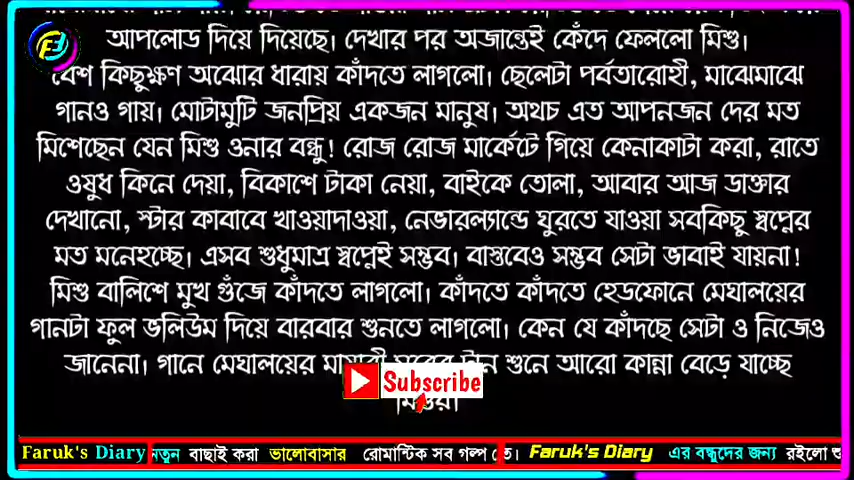 আপলোড দিয়ে দিয়েছে। দেখার পর অজান্তেই কেঁদে ফেললো মিশু।
বেশ কিছুক্ষণ অঝোর ধারায় কাঁদতে লাগলো। ছেলেটা পর্বতারোহী, মাঝেমাঝে
গানও গায়। মোটামুটি জনপ্রিয় একজন মানুষ। অথচ এত আপনজন দের মত
মিশেছেন যেন মিশু ওনার বন্ধু! রোজ রোজ মার্কেটে গিয়ে কেনাকাটা করা, রাতে
ওষুধ কিনে দেয়া, বিকাশে টাকা নেয়া, বাইকে তোলা, আবার আজ ডাক্তার
দেখানো, স্টার কাবাবে খাওয়াদাওয়া, নেভারল্যান্ডে ঘুরতে যাওয়া সবকিছু স্বপ্নের
মত মনেহচ্ছে। এসব শুধুমাত্র স্বপ্নেই সম্ভব। বাস্তবেও সম্ভব সেটা ভাবাই যায়না!
মিশু বালিশে মুখ গুঁজে কাঁদতে লাগলো। কাঁদতে কাঁদতে হেডফোনে মেঘালয়ের
গানটা ফুল ভলিউম দিয়ে বারবার শুনতে লাগলো। কেন যে কাঁদছে সেটা ও নিজেও
জানেনা। গানে মেঘালয়ের টান শুনে আরো কান্না বেড়ে যাচ্ছে
Subscribe
Faruk's Diary নতুন বাছাই করা ভালোবাসার রোমান্টিক সব গল্প Faruk's Diary এর বন্ধুদের জন্য রইলো